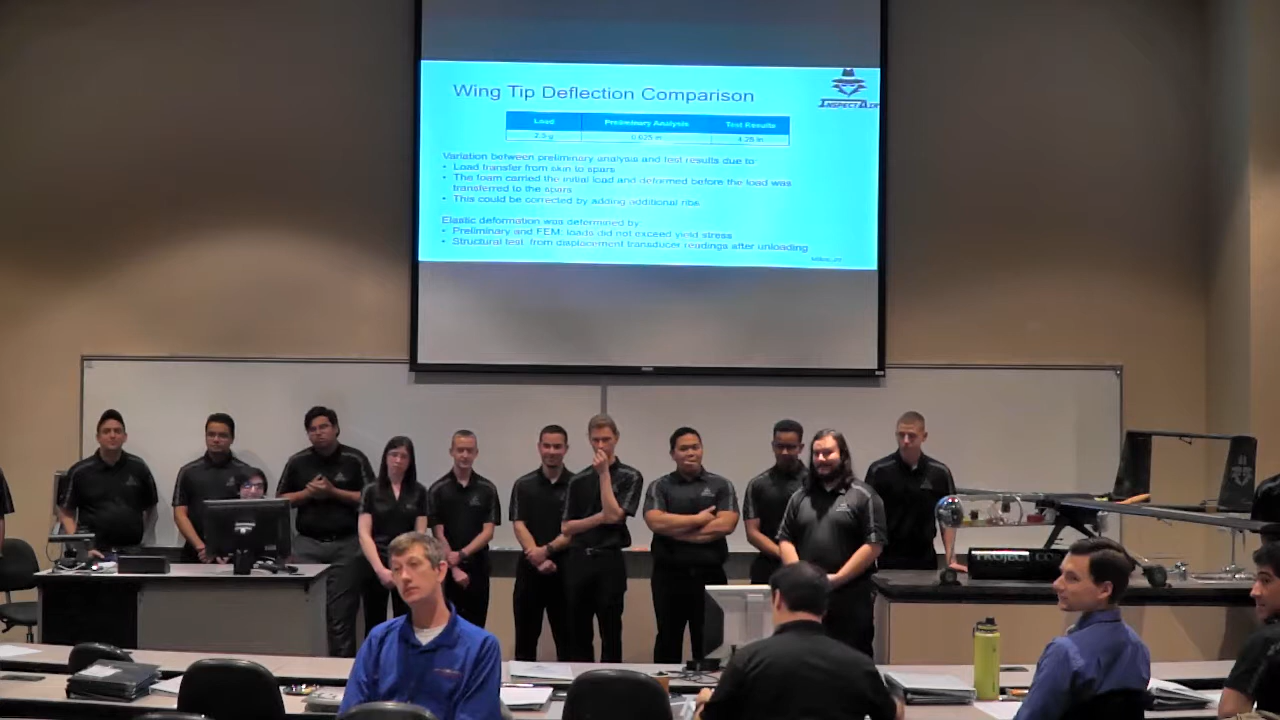 Wing Tip Deflection Comparison
INSPECTAIR
Load Preliminary Analysis Test Results
2.5 g 0.625 in 4.25 in
Variation between preliminary analysis and test results due to:
• Load transfer from skin to spars
• The foam carried the initial load and deformed before the load was
transferred to the spars
• This could be corrected by adding additional ribs
Elastic deformation was determined by
• Preliminary and FEM: loads did not exceed yield stress
• Structural test: from displacement transducer readings after unloading
PROJECT